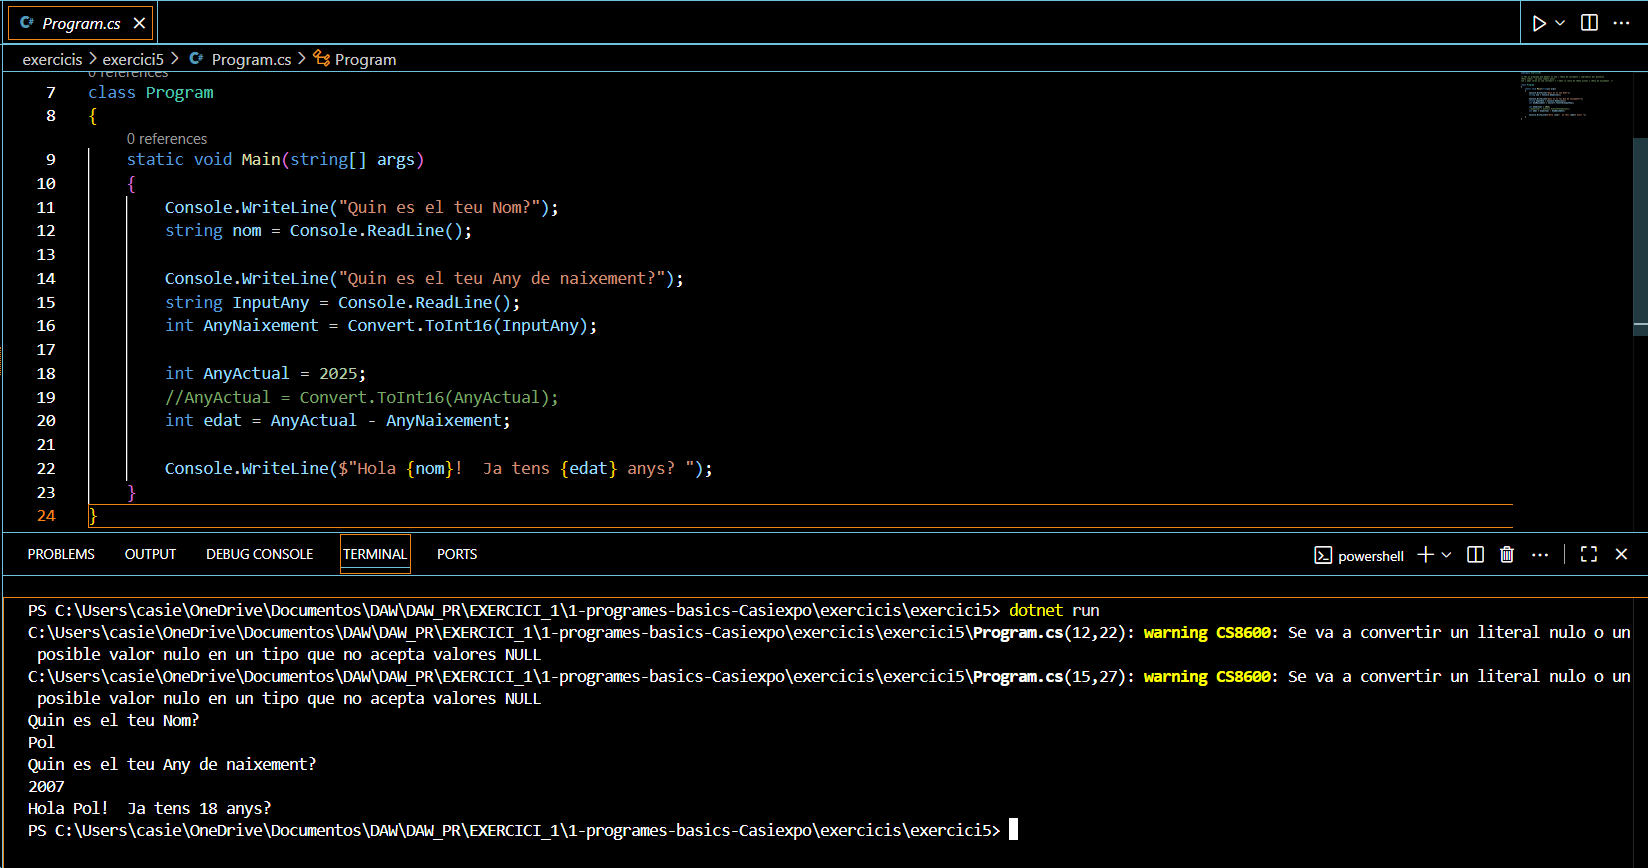 C# Program.cs ×
exercicis > exercici5 > C# Program.cs > Program
0 references
7 class Program
8 {
0 references
9 static void Main(string[] args)
10 {
11 Console.WriteLine("Quin es el teu Nom?");
12 string nom = Console.ReadLine();
13
14 Console.WriteLine("Quin es el teu Any de naixement?");
15 string InputAny = Console.ReadLine();
16 int AnyNaixement = Convert.ToInt16(InputAny);
17
18 int AnyActual = 2025;
19 //AnyActual = Convert.ToInt16(AnyActual);
20 int edat = AnyActual - AnyNaixement;
21
22 Console.WriteLine($"Hola {nom}!  Ja tens {edat} anys? ");
23 }
24 }
PROBLEMS OUTPUT DEBUG CONSOLE TERMINAL PORTS powershell
PS C:\Users\casie\OneDrive\Documentos\DAW\DAW_PR\EXERCICI_1\1-programes-basics-Casiexpo\exercicis\exercici5> dotnet run
C:\Users\casie\OneDrive\Documentos\DAW\DAW_PR\EXERCICI_1\1-programes-basics-Casiexpo\exercicis\exercici5\Program.cs(12,22): warning CS8600: Se va a convertir un literal nulo o un
posible valor nulo en un tipo que no acepta valores NULL
C:\Users\casie\OneDrive\Documentos\DAW\DAW_PR\EXERCICI_1\1-programes-basics-Casiexpo\exercicis\exercici5\Program.cs(15,27): warning CS8600: Se va a convertir un literal nulo o un
posible valor nulo en un tipo que no acepta valores NULL
Quin es el teu Nom?
Pol
Quin es el teu Any de naixement?
2007
Hola Pol!  Ja tens 18 anys?
PS C:\Users\casie\OneDrive\Documentos\DAW\DAW_PR\EXERCICI_1\1-programes-basics-Casiexpo\exercicis\exercici5>